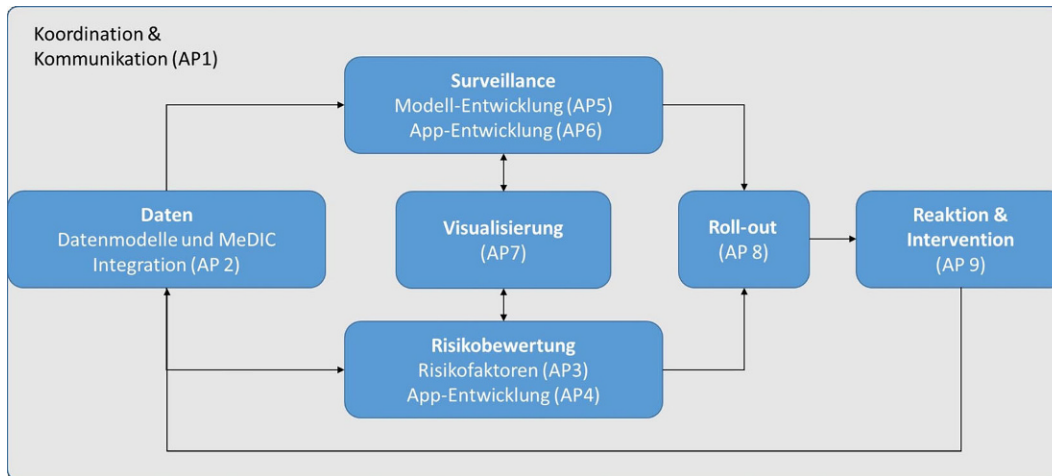 Koordination &
Kommunikation (AP1)
Surveillance
Modell-Entwicklung (AP5)
App-Entwicklung (AP6)
Daten
Datenmodelle und MeDIC
Integration (AP 2)
Visualisierung
(AP7)
Roll-out
(AP 8)
Reaktion &
Intervention
(AP 9)
Risikobewertung
Risikofaktoren (AP3)
App-Entwicklung (AP4)